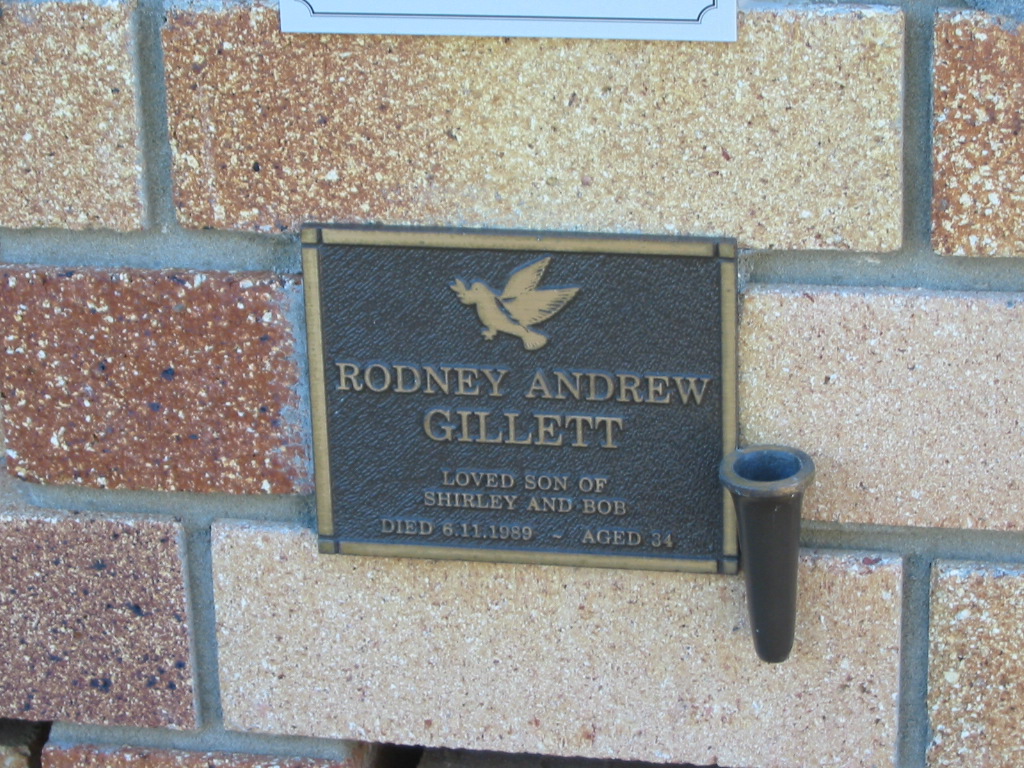 RODNEY ANDREW
GILLETT
LOVED SON OF
SHIRLEY AND BOB
DIED 6.11.1989 ~ AGED 34